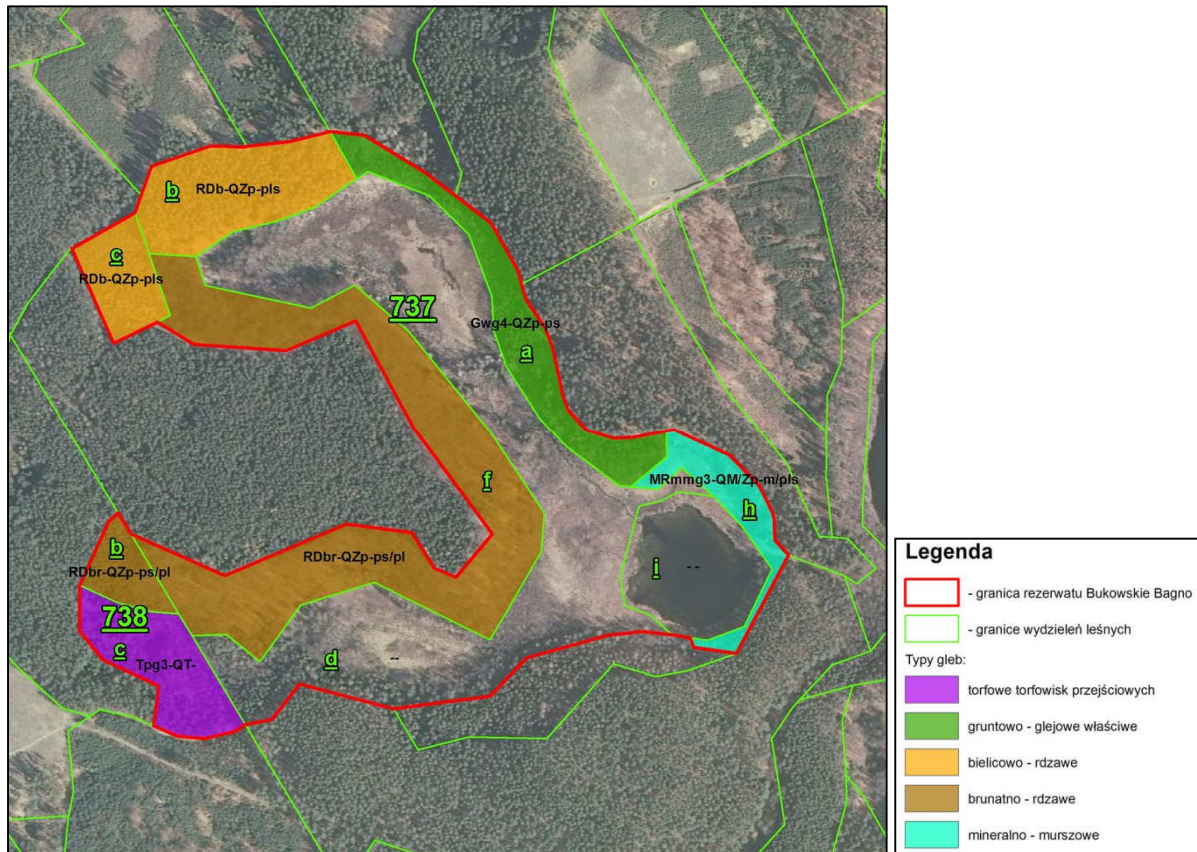 b RDb-QZp-pls
c
RDb-QZp-pls
737
Gwg4-QZp-ps
a
f
MRmmg3-QM/Zp-m/pls
h
b
RDbr-QZp-ps/pl
RDbr-QZp-ps/pl
i
- -
738
c
Tpg3-QT-
d
--
Legenda
- granica rezerwatu Bukowskie Bagno
- granice wydzieleń leśnych
Typy gleb:
torfowe torfowisk przejściowych
gruntowo - glejowe właściwe
bielicowo - rdzawe
brunatno - rdzawe
mineralno - murszowe